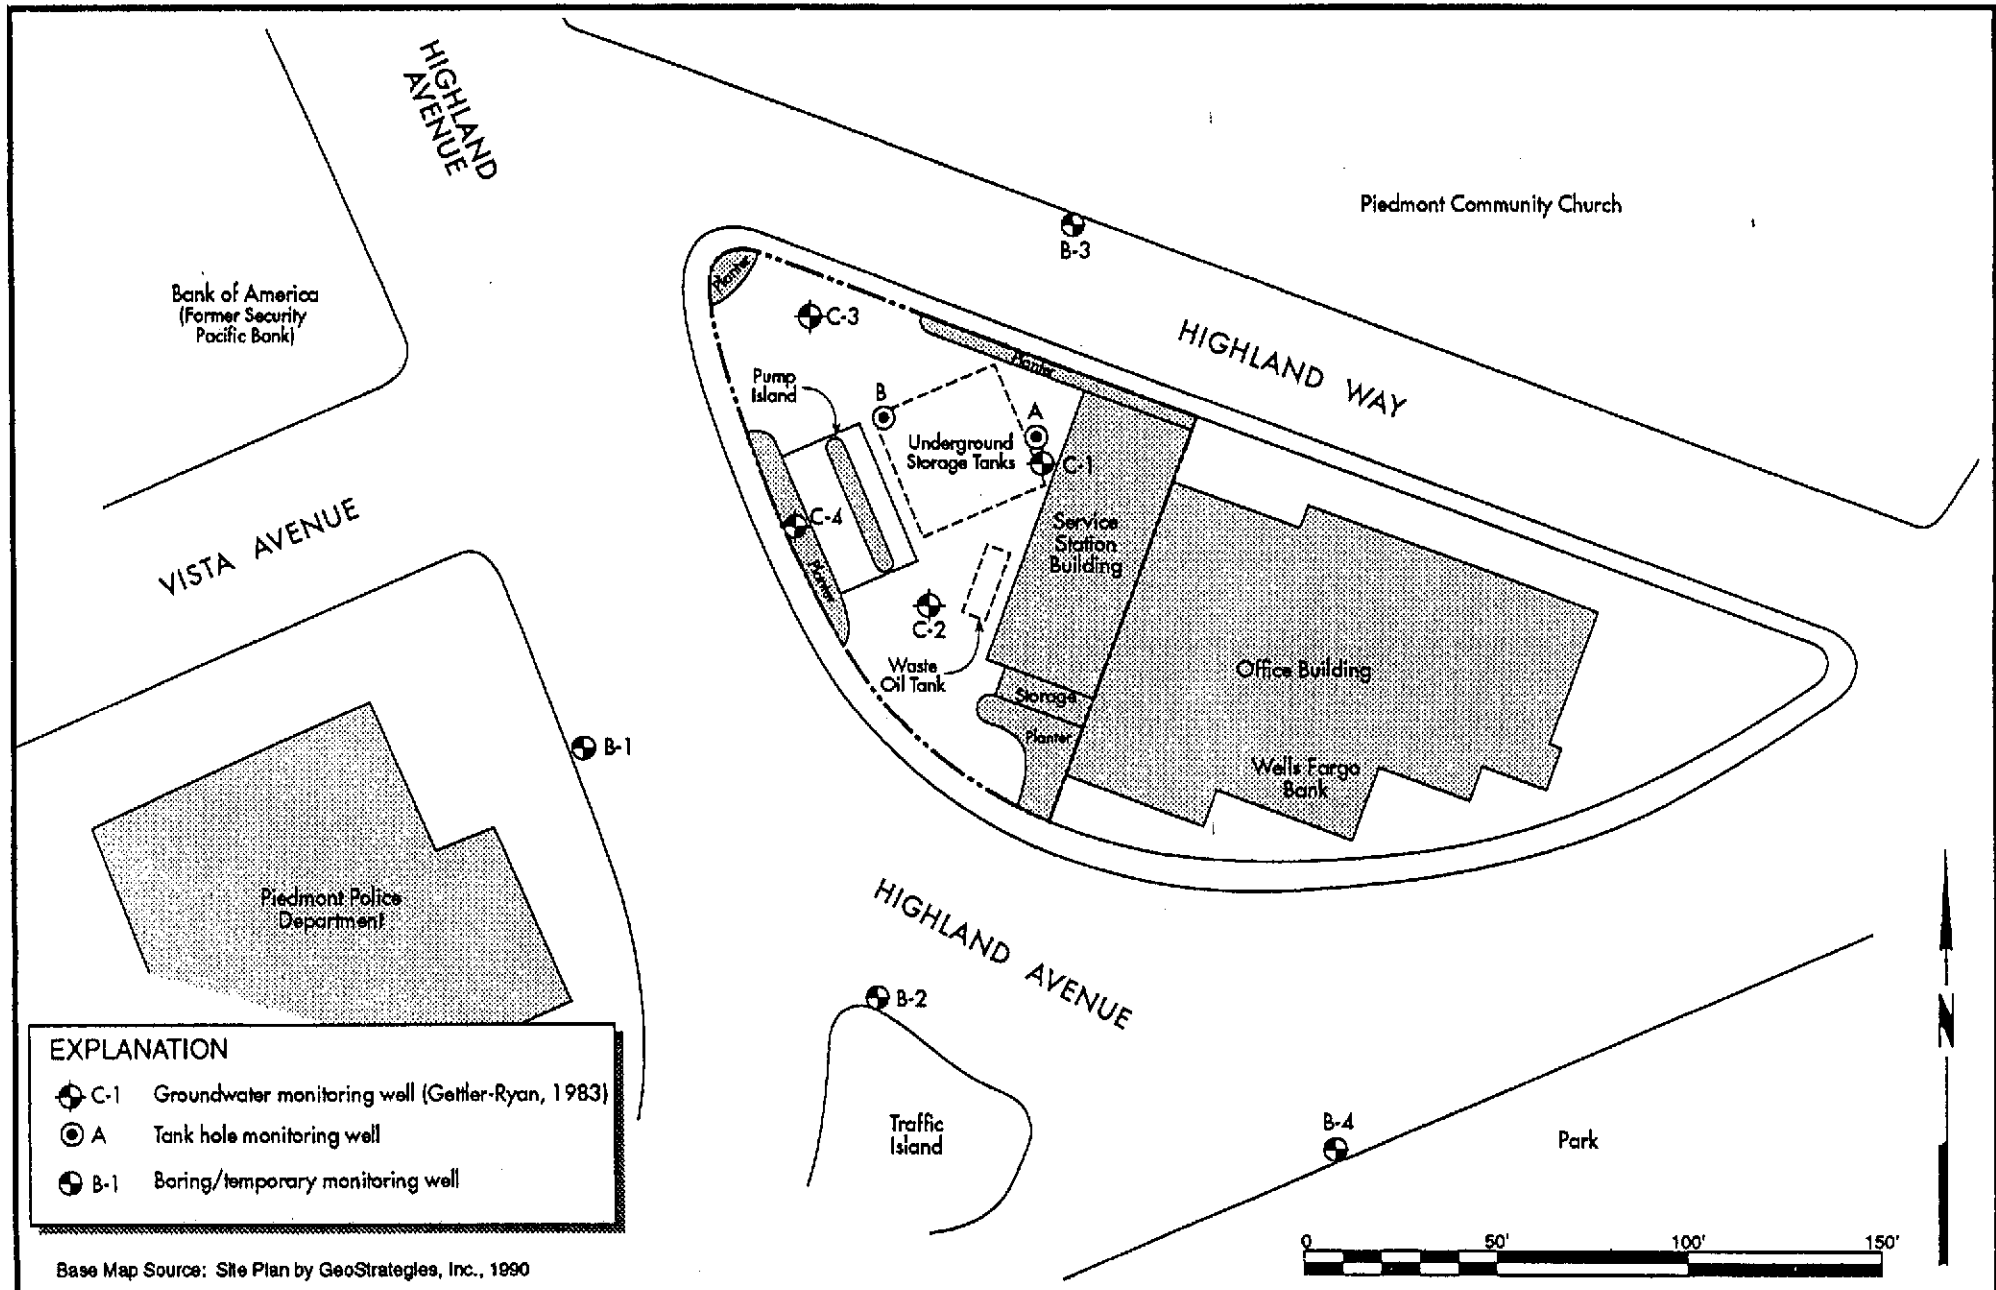 HIGHLAND
AVENUE
Piedmont Community Church
B-3
Bank of America
(Former Security
Pacific Bank)
Planter
C-3
HIGHLAND WAY
Planter
Pump
Island
B
A
Underground
Storage Tanks
C-1
VISTA AVENUE
C-4
Service
Station
Building
Planter
C-2
Waste
Oil Tank
Office Building
Storage
Planter
B-1
Wells Fargo
Bank
Piedmont Police
Department
HIGHLAND AVENUE
B-2
N
Traffic
Island
B-4
Park
EXPLANATION
C-1 Groundwater monitoring well (Gettler-Ryan, 1983)
A Tank hole monitoring well
B-1 Boring/temporary monitoring well
0 50' 100' 150'
Base Map Source: Site Plan by GeoStrategies, Inc., 1990